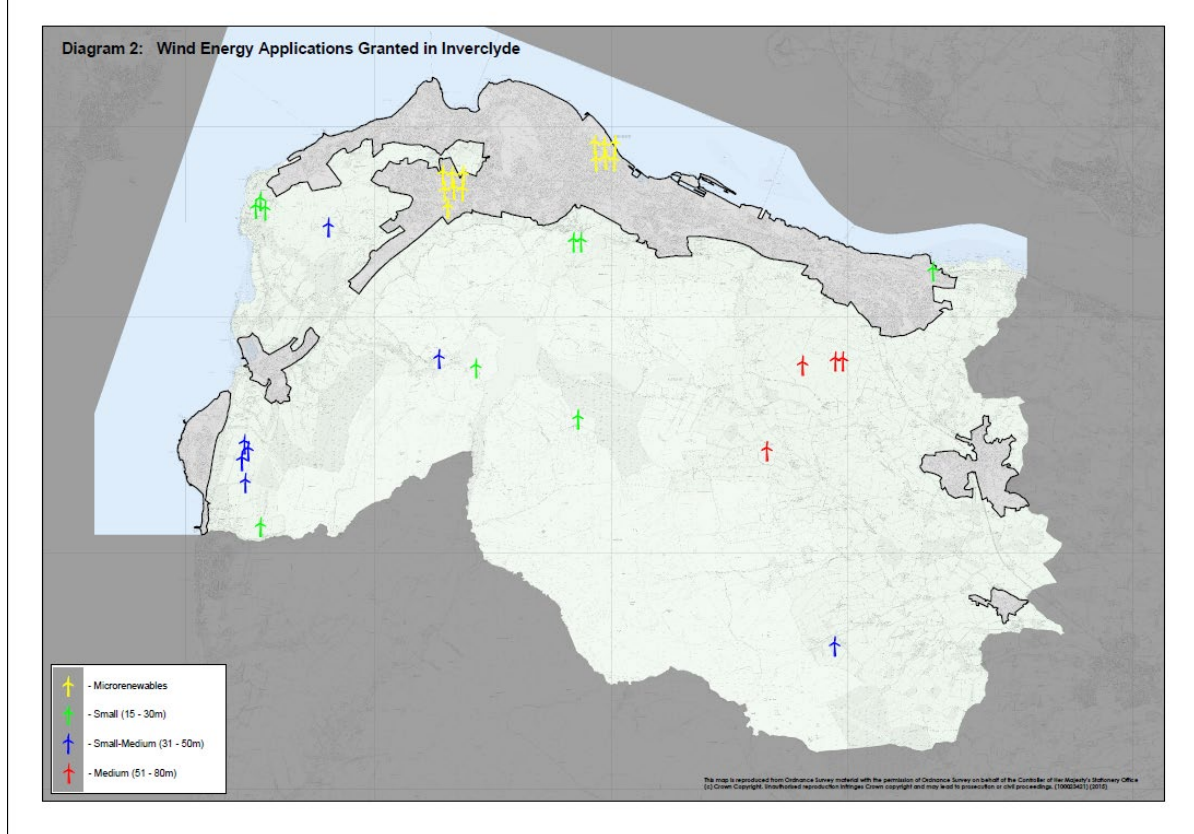 Diagram 2: Wind Energy Applications Granted in Inverclyde
- Microrenewables
- Small (15 - 30m)
- Small-Medium (31 - 50m)
- Medium (51 - 80m)
This map is reproduced from Ordnance Survey material with the permission of Ordnance Survey on behalf of the Controller of Her Majesty's Stationery Office
(c) Crown Copyright. Unauthorised reproduction infringes Crown copyright and may lead to prosecution or civil proceedings. (100023421) (2015)